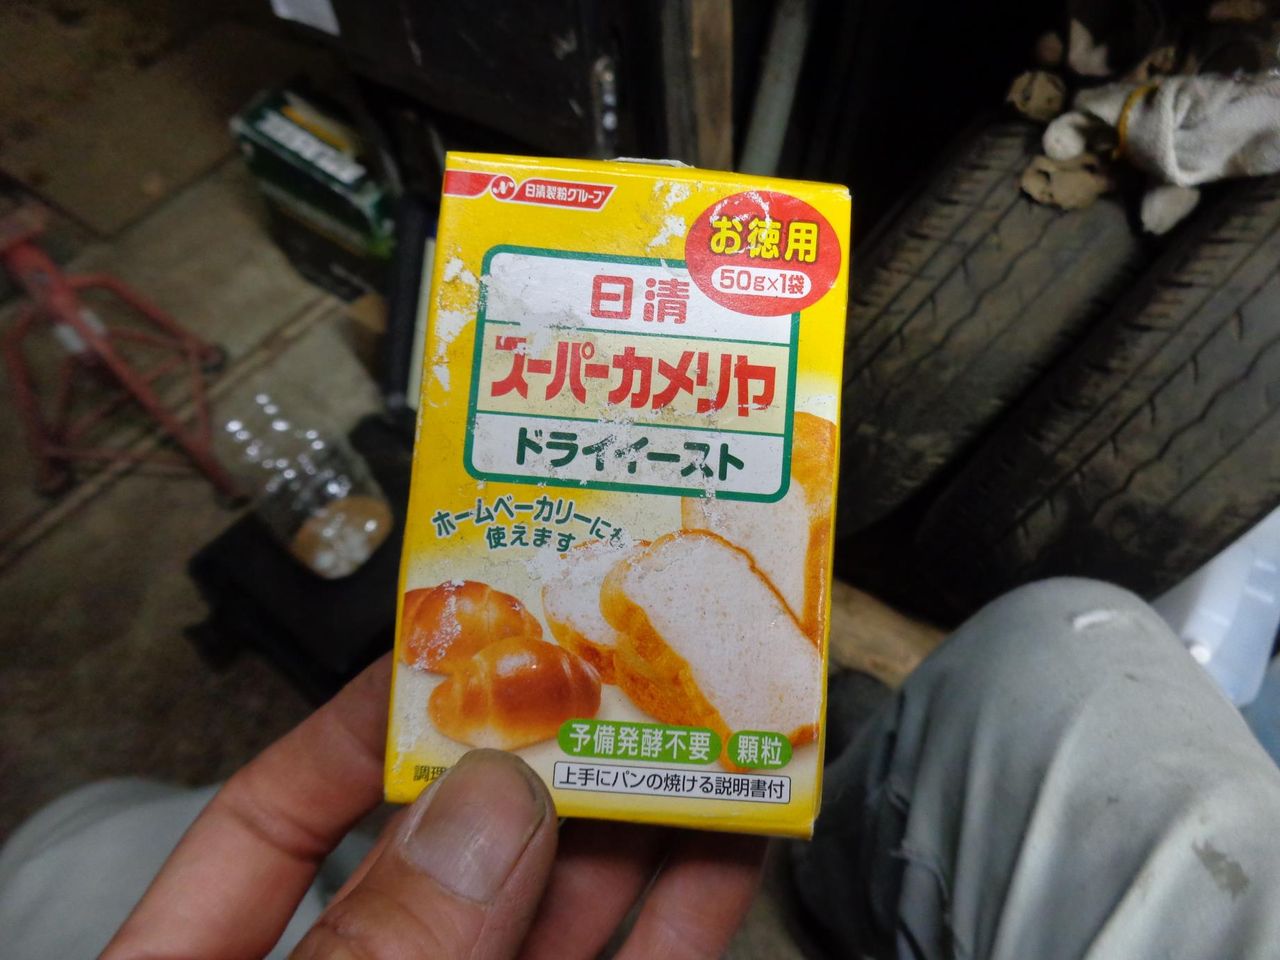 日清製粉グループ
お徳用
50g×1袋
日清
スーパーカメリヤ
ドライイースト
ホームベーカリーにも
使えます
予備発酵不要
顆粒
調理
上手にパンの焼ける説明書付